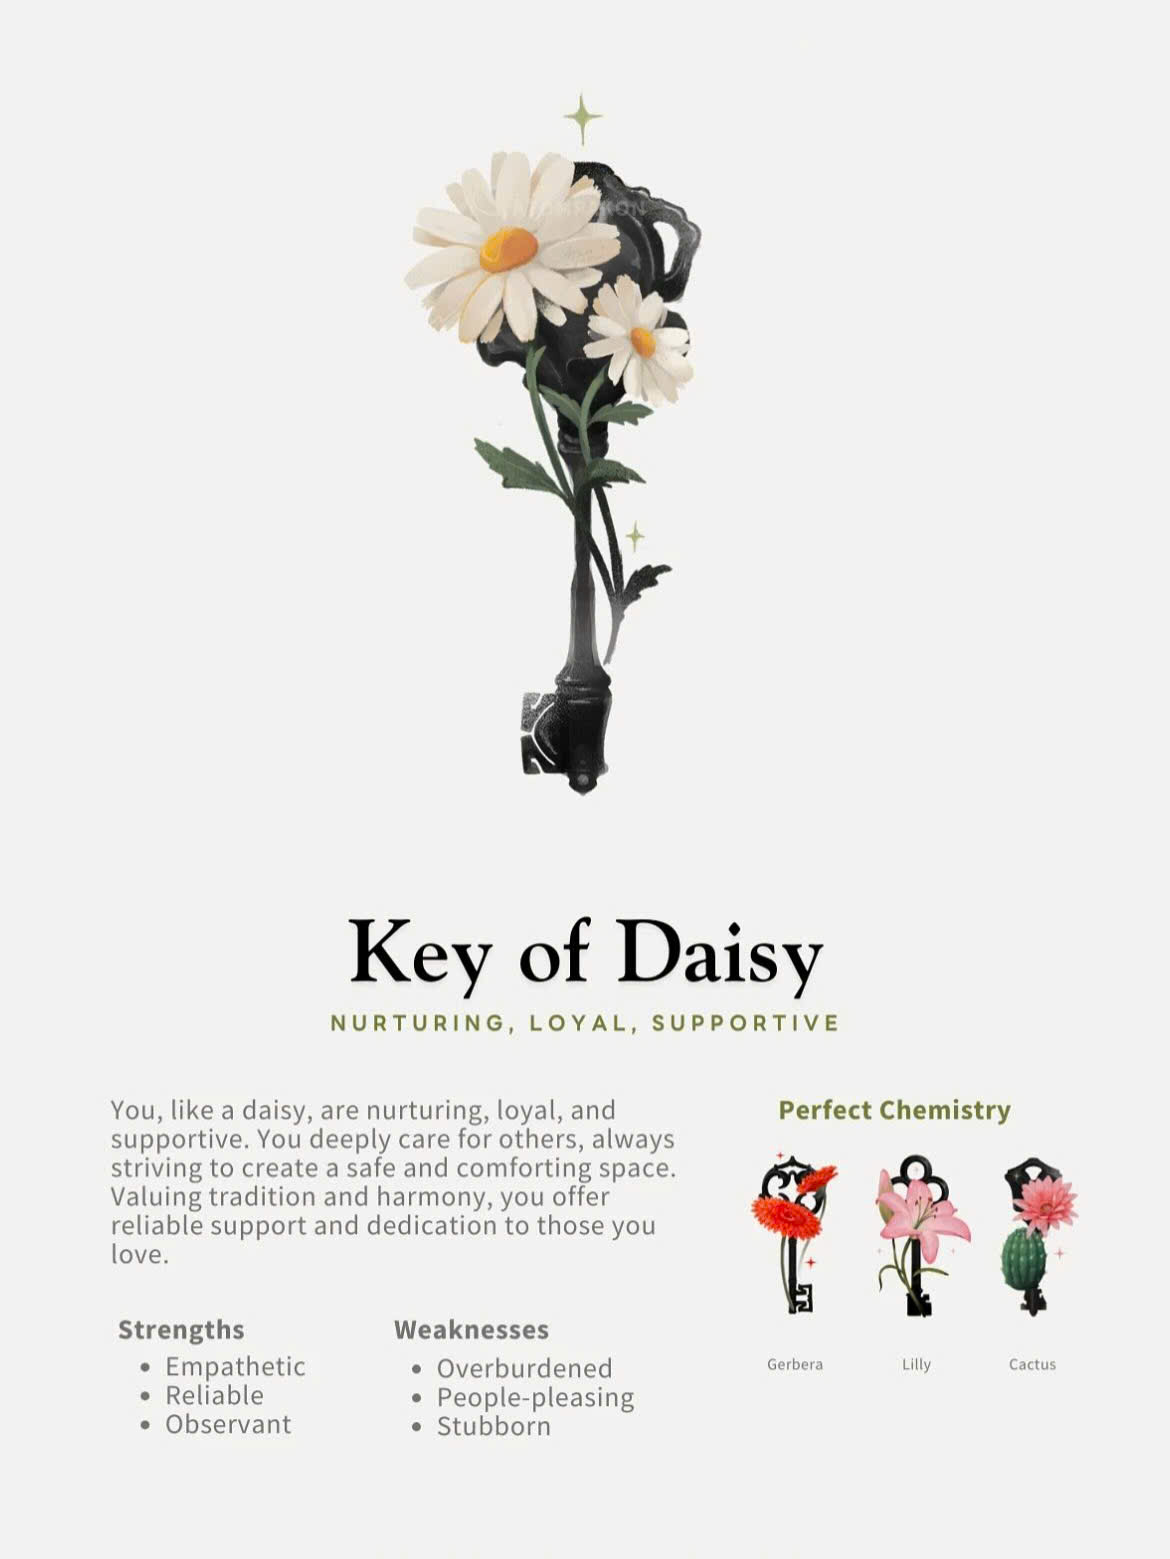 Key of Daisy
NURTURING, LOYAL, SUPPORTIVE
You, like a daisy, are nurturing, loyal, and
supportive. You deeply care for others, always
striving to create a safe and comforting space.
Valuing tradition and harmony, you offer
reliable support and dedication to those you
love.
Strengths
• Empathetic
• Reliable
• Observant
Weaknesses
• Overburdened
• People-pleasing
• Stubborn
Perfect Chemistry
Gerbera
Lilly
Cactus